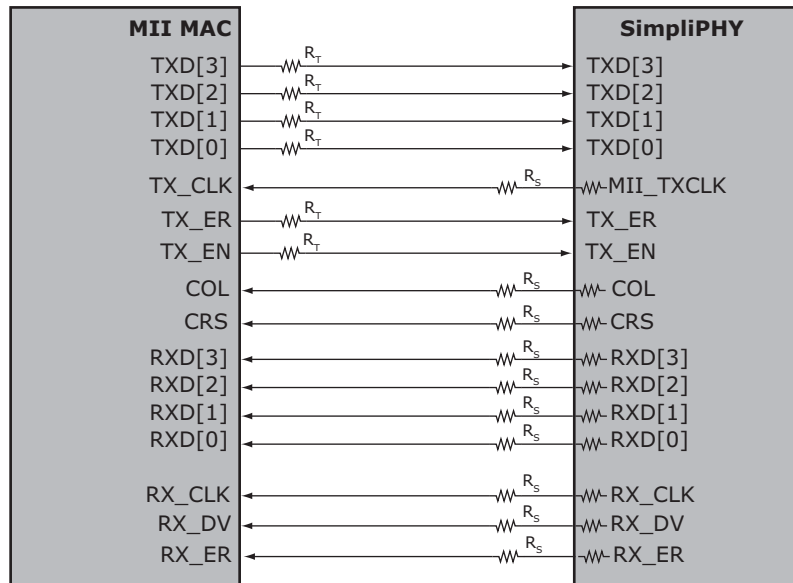 MII MAC SimpliPHY
TXD[3] R_T TXD[3]
TXD[2] R_T TXD[2]
TXD[1] R_T TXD[1]
TXD[0] R_T TXD[0]
TX_CLK R_S MII_TXCLK
TX_ER R_T TX_ER
TX_EN R_T TX_EN
COL R_S COL
CRS R_S CRS
RXD[3] R_S RXD[3]
RXD[2] R_S RXD[2]
RXD[1] R_S RXD[1]
RXD[0] R_S RXD[0]
RX_CLK R_S RX_CLK
RX_DV R_S RX_DV
RX_ER R_S RX_ER